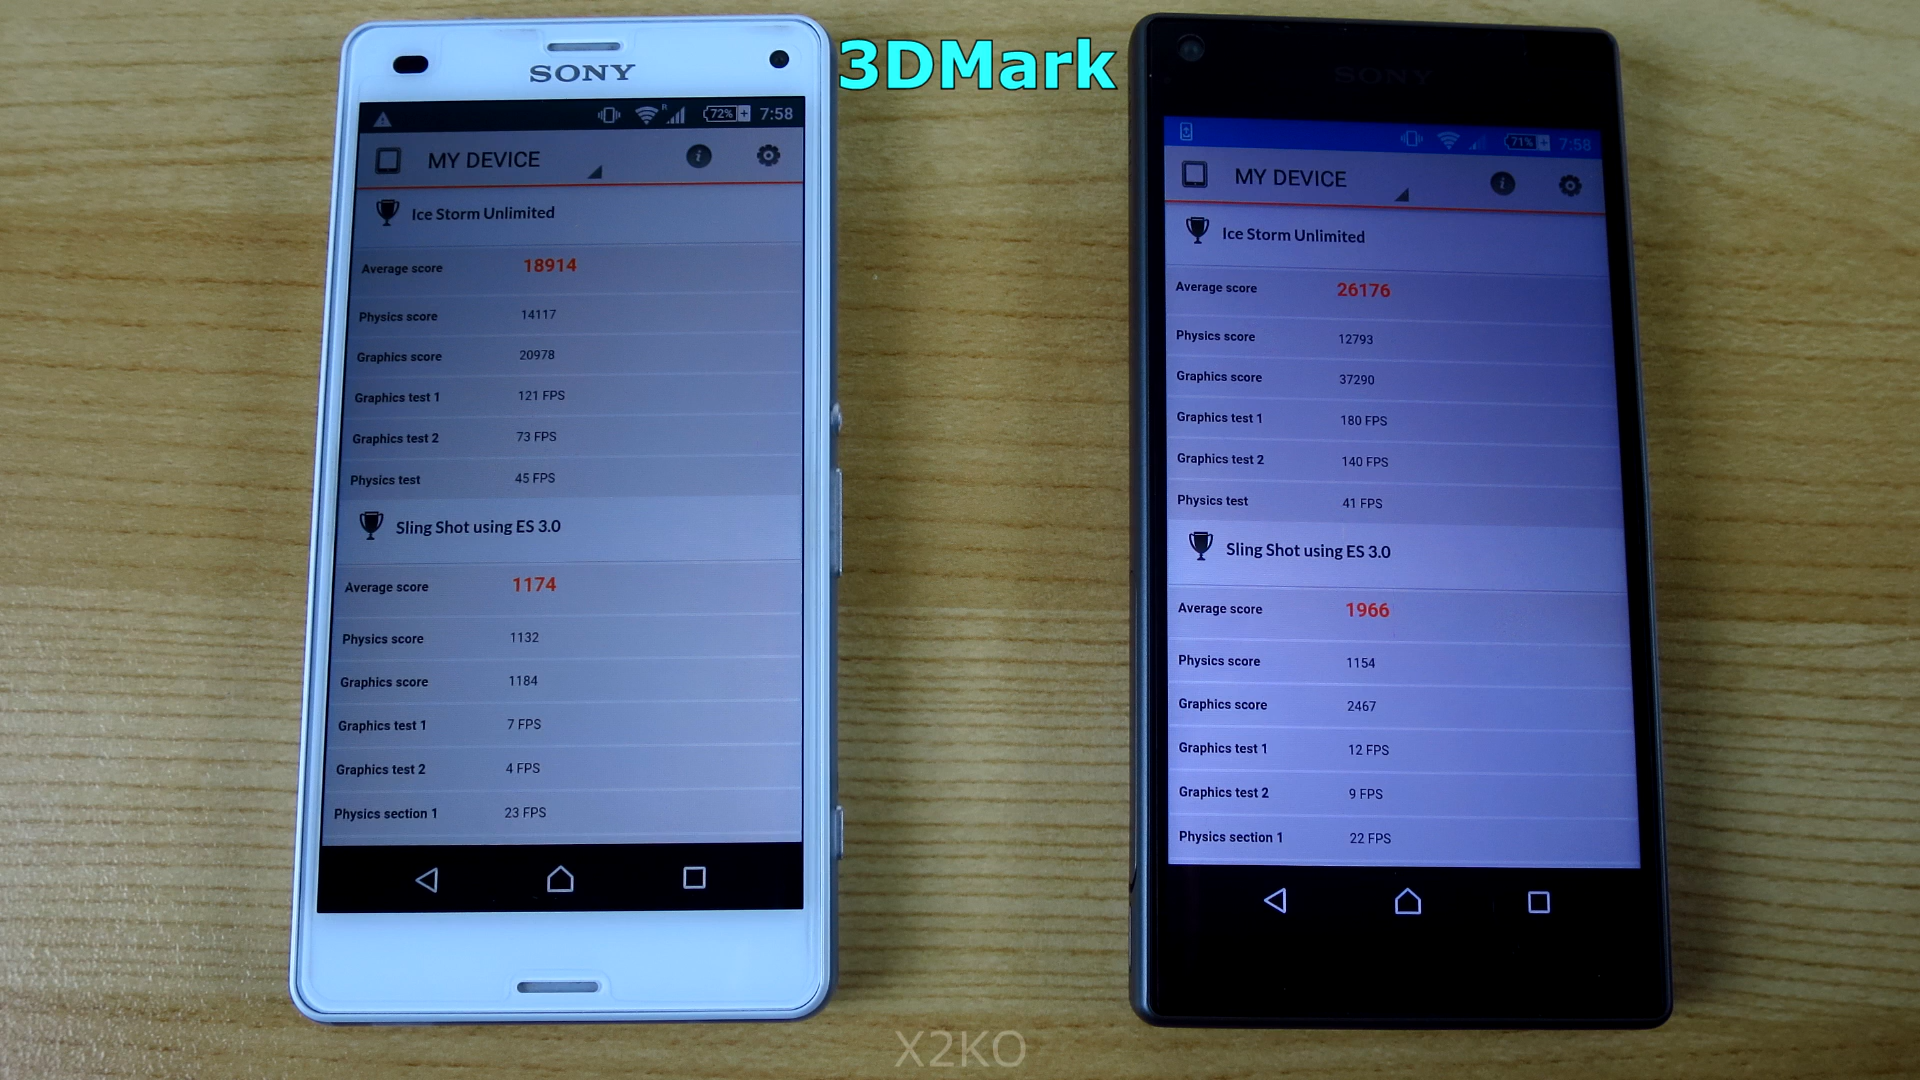 3DMark
SONY
R
72%
7:58
MY DEVICE
Ice Storm Unlimited
Average score 18914
Physics score 14117
Graphics score 20978
Graphics test 1 121 FPS
Graphics test 2 73 FPS
Physics test 45 FPS
Sling Shot using ES 3.0
Average score 1174
Physics score 1132
Graphics score 1184
Graphics test 1 7 FPS
Graphics test 2 4 FPS
Physics section 1 23 FPS
SONY
71%
7:58
MY DEVICE
Ice Storm Unlimited
Average score 26176
Physics score 12793
Graphics score 37290
Graphics test 1 180 FPS
Graphics test 2 140 FPS
Physics test 41 FPS
Sling Shot using ES 3.0
Average score 1966
Physics score 1154
Graphics score 2467
Graphics test 1 12 FPS
Graphics test 2 9 FPS
Physics section 1 22 FPS
X2KO